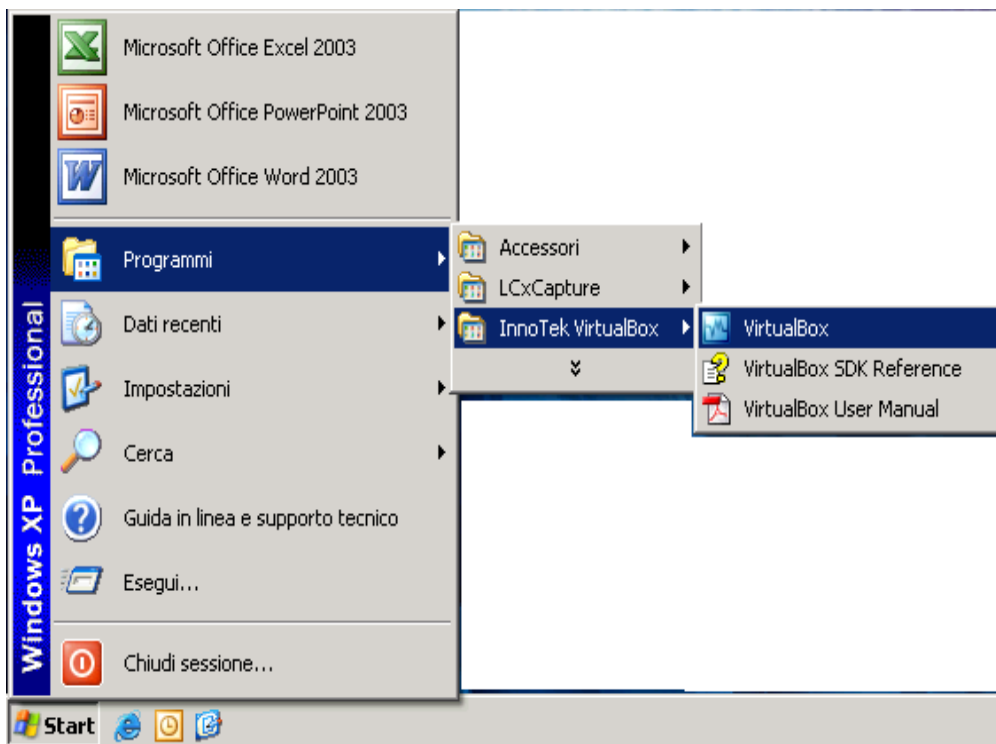 Microsoft Office Excel 2003
Microsoft Office PowerPoint 2003
Microsoft Office Word 2003
Programmi
Dati recenti
Impostazioni
Cerca
Guida in linea e supporto tecnico
Esegui...
Chiudi sessione...
Windows XP Professional
Accessori
LCxCapture
InnoTek VirtualBox
VirtualBox
VirtualBox SDK Reference
VirtualBox User Manual
Start